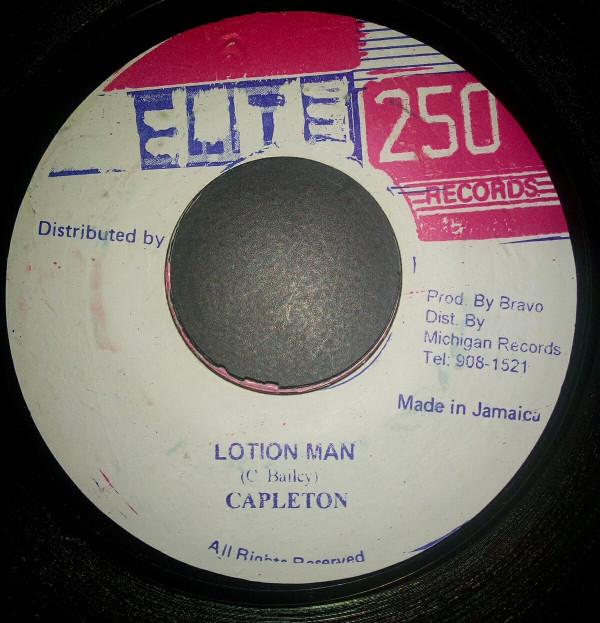 ELITE 250
RECORDS
Distributed by
Prod. By Bravo
Dist. By
Michigan Records
Tel: 908-1521
Made in Jamaica
LOTION MAN
(C. Bailey)
CAPLETON
All Rights Reserved